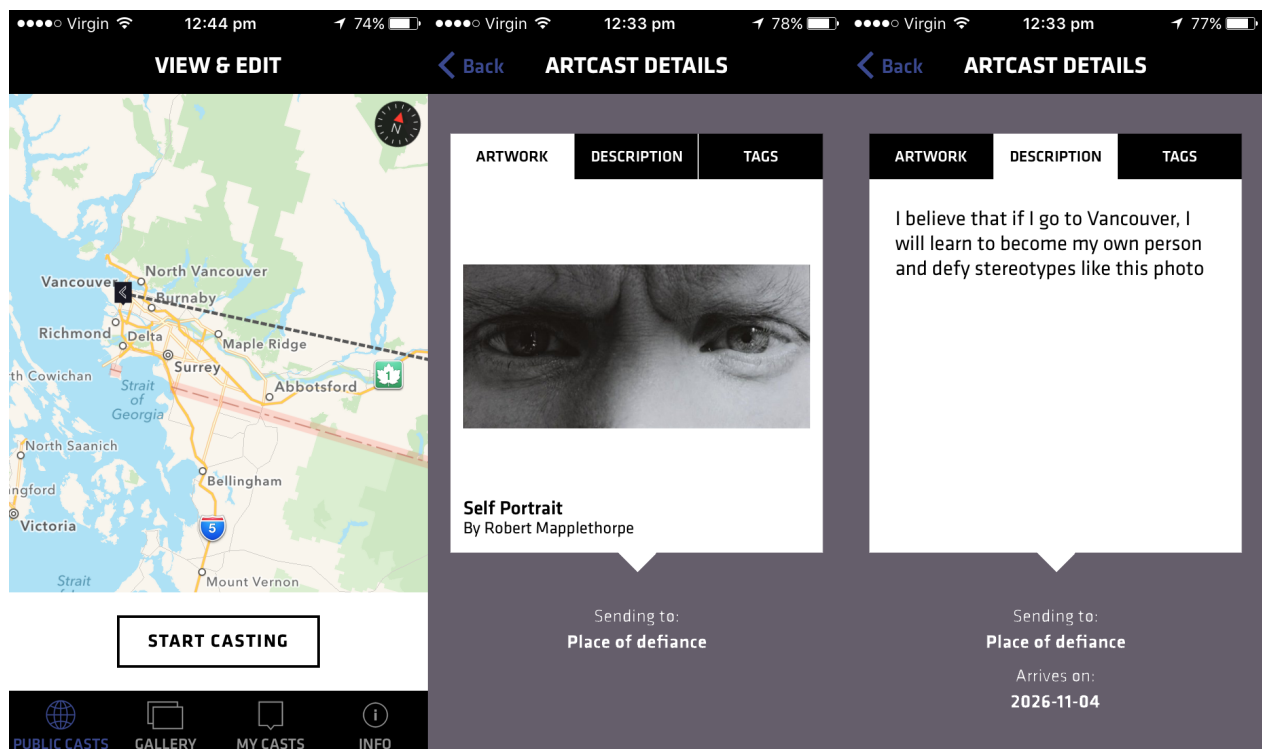 Virgin 12:44 pm 74%
VIEW & EDIT
N
Vancouver
North Vancouver
Burnaby
Richmond
Delta
Maple Ridge
Surrey
th Cowichan
Strait
of
Georgia
Abbotsford
1
North Saanich
ngford
Victoria
Bellingham
5
Strait
Mount Vernon
START CASTING
PUBLIC CASTS GALLERY MY CASTS INFO
Virgin 12:33 pm 78%
Back ARTCAST DETAILS
ARTWORK DESCRIPTION TAGS
Self Portrait
By Robert Mapplethorpe
Sending to:
Place of defiance
Virgin 12:33 pm 77%
Back ARTCAST DETAILS
ARTWORK DESCRIPTION TAGS
I believe that if I go to Vancouver, I
will learn to become my own person
and defy stereotypes like this photo
Sending to:
Place of defiance
Arrives on:
2026-11-04